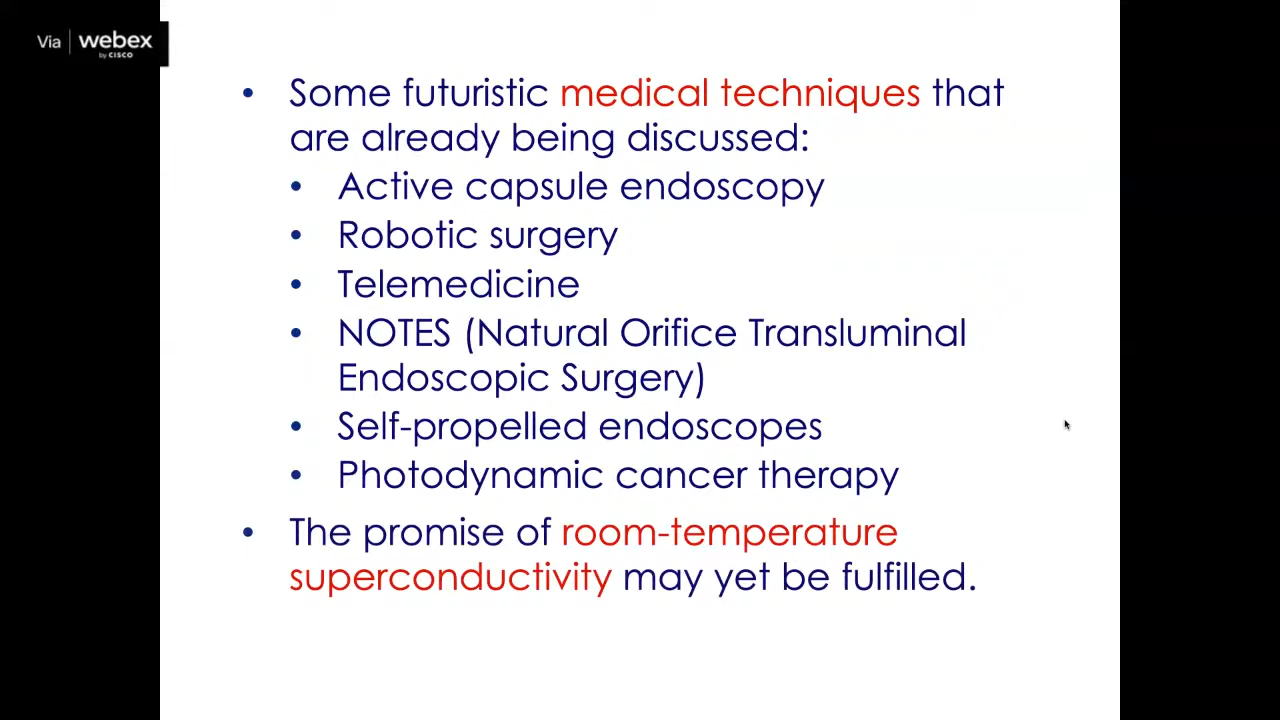 Via | webex
by CISCO
• Some futuristic medical techniques that
are already being discussed:
• Active capsule endoscopy
• Robotic surgery
• Telemedicine
• NOTES (Natural Orifice Transluminal
Endoscopic Surgery)
• Self-propelled endoscopes
• Photodynamic cancer therapy
• The promise of room-temperature
superconductivity may yet be fulfilled.